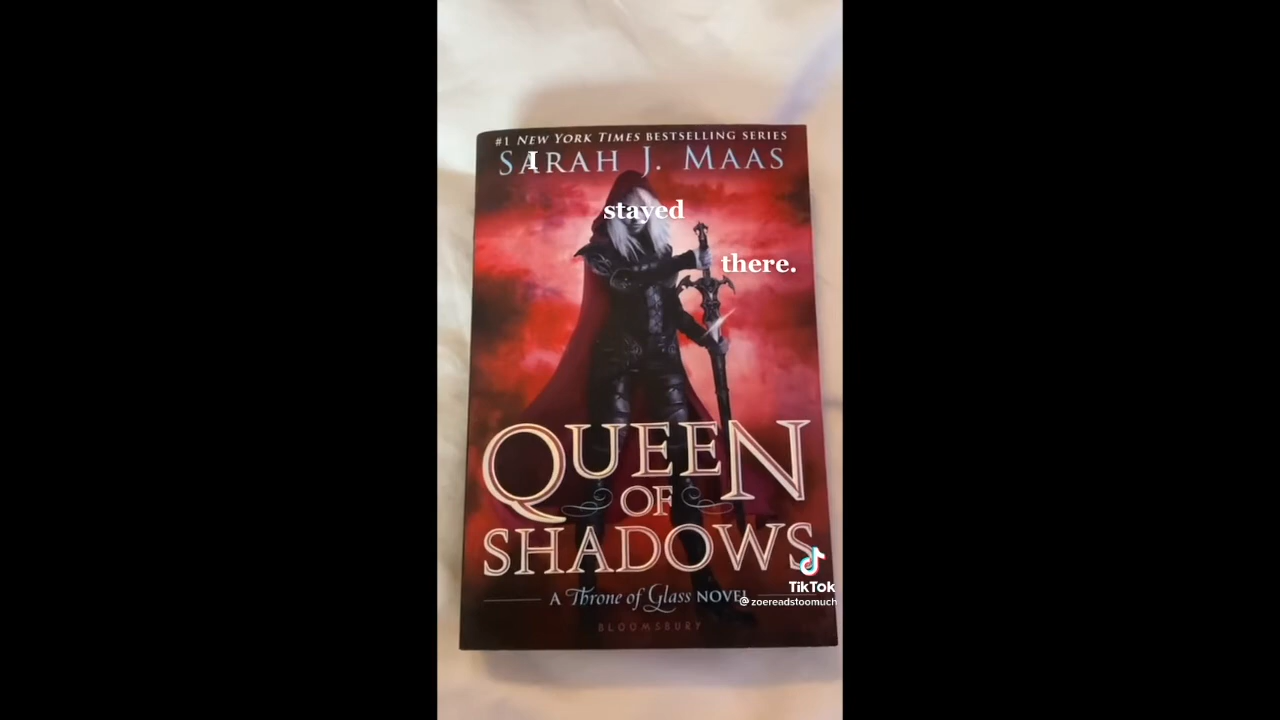 #1 NEW YORK TIMES BESTSELLING SERIES
SARAH J. MAAS
I
stayed
there.
QUEEN
OF
SHADOWS
A Throne of Glass NOVEL
BLOOMSBURY
TikTok
@zoereadstoomuch